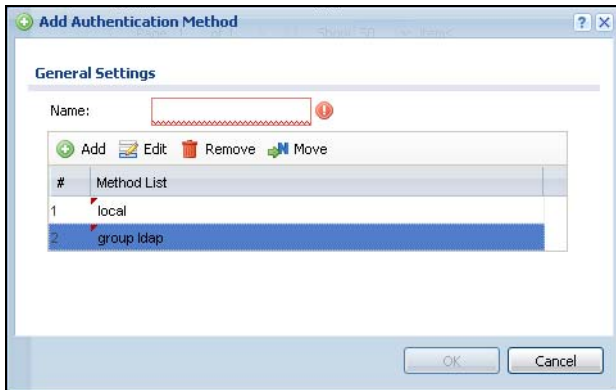 Add Authentication Method
General Settings
Name:
Add Edit Remove Move
# Method List
1 local
2 group ldap
OK Cancel